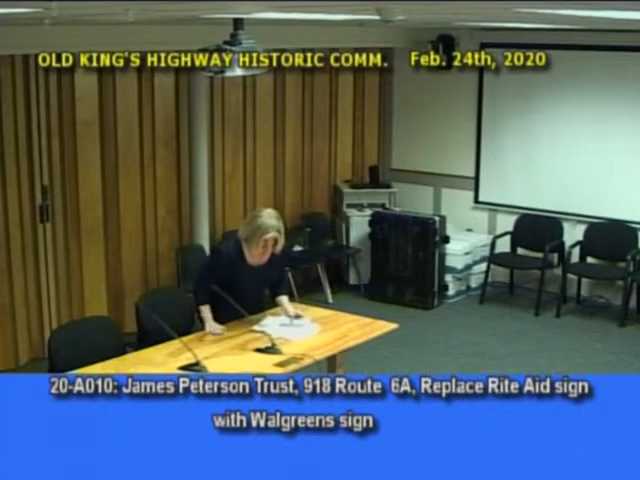 OLD KING'S HIGHWAY HISTORIC COMM. Feb. 24th, 2020
20-A010: James Peterson Trust, 918 Route 6A, Replace Rite Aid sign
with Walgreens sign